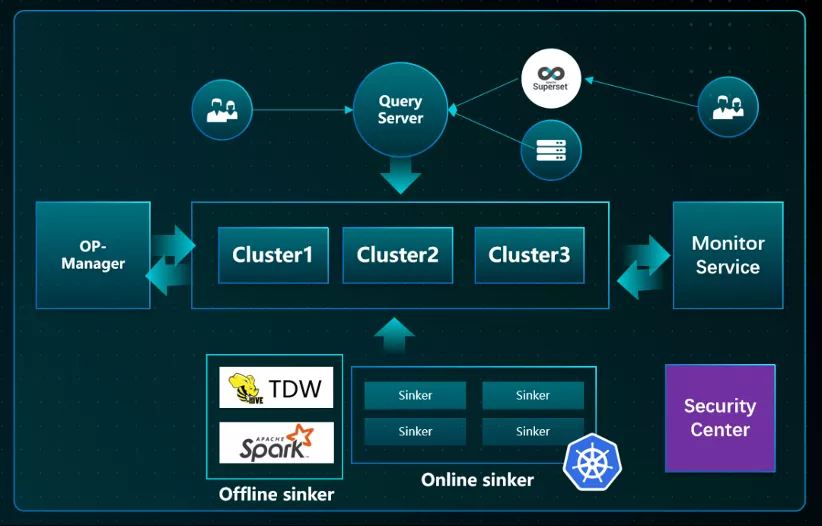 Superset
Query
Server
OP-
Manager
Cluster1
Cluster2
Cluster3
Monitor
Service
HIVE
TDW
APACHE
Spark
Sinker
Sinker
Sinker
Sinker
Offline sinker
Online sinker
Security
Center